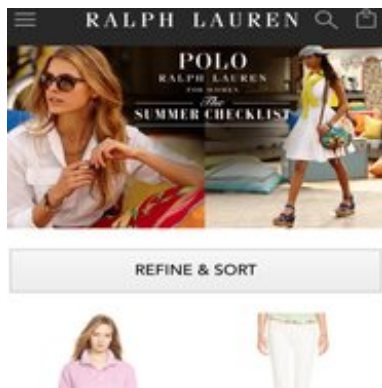 RALPH LAUREN
POLO
RALPH LAUREN
FOR WOMEN
The
SUMMER CHECKLIST
REFINE & SORT